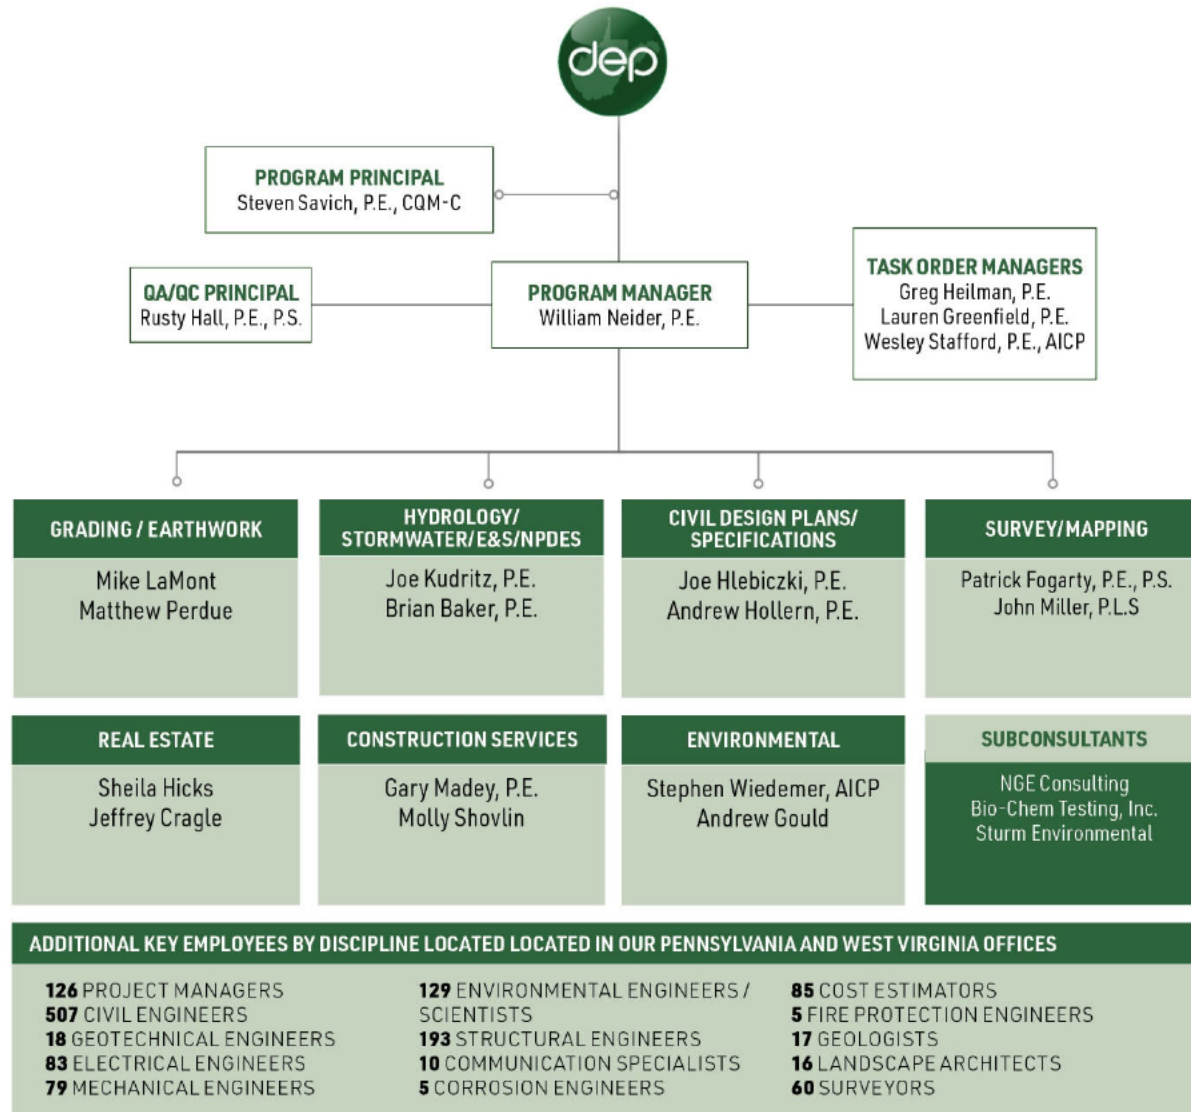 dep
PROGRAM PRINCIPAL
Steven Savich, P.E., CQM-C
QA/QC PRINCIPAL
Rusty Hall, P.E., P.S.
PROGRAM MANAGER
William Neider, P.E.
TASK ORDER MANAGERS
Greg Heilman, P.E.
Lauren Greenfield, P.E.
Wesley Stafford, P.E., AICP
GRADING / EARTHWORK
Mike LaMont
Matthew Perdue
HYDROLOGY/
STORMWATER/E&S/NPDES
Joe Kudritz, P.E.
Brian Baker, P.E.
CIVIL DESIGN PLANS/
SPECIFICATIONS
Joe Hlebiczki, P.E.
Andrew Hollern, P.E.
SURVEY/MAPPING
Patrick Fogarty, P.E., P.S.
John Miller, P.L.S
REAL ESTATE
Sheila Hicks
Jeffrey Cragle
CONSTRUCTION SERVICES
Gary Madey, P.E.
Molly Shovlin
ENVIRONMENTAL
Stephen Wiedemer, AICP
Andrew Gould
SUBCONSULTANTS
NGE Consulting
Bio-Chem Testing, Inc.
Sturm Environmental
ADDITIONAL KEY EMPLOYEES BY DISCIPLINE LOCATED LOCATED IN OUR PENNSYLVANIA AND WEST VIRGINIA OFFICES
126 PROJECT MANAGERS
507 CIVIL ENGINEERS
18 GEOTECHNICAL ENGINEERS
83 ELECTRICAL ENGINEERS
79 MECHANICAL ENGINEERS
129 ENVIRONMENTAL ENGINEERS /
SCIENTISTS
193 STRUCTURAL ENGINEERS
10 COMMUNICATION SPECIALISTS
5 CORROSION ENGINEERS
85 COST ESTIMATORS
5 FIRE PROTECTION ENGINEERS
17 GEOLOGISTS
16 LANDSCAPE ARCHITECTS
60 SURVEYORS